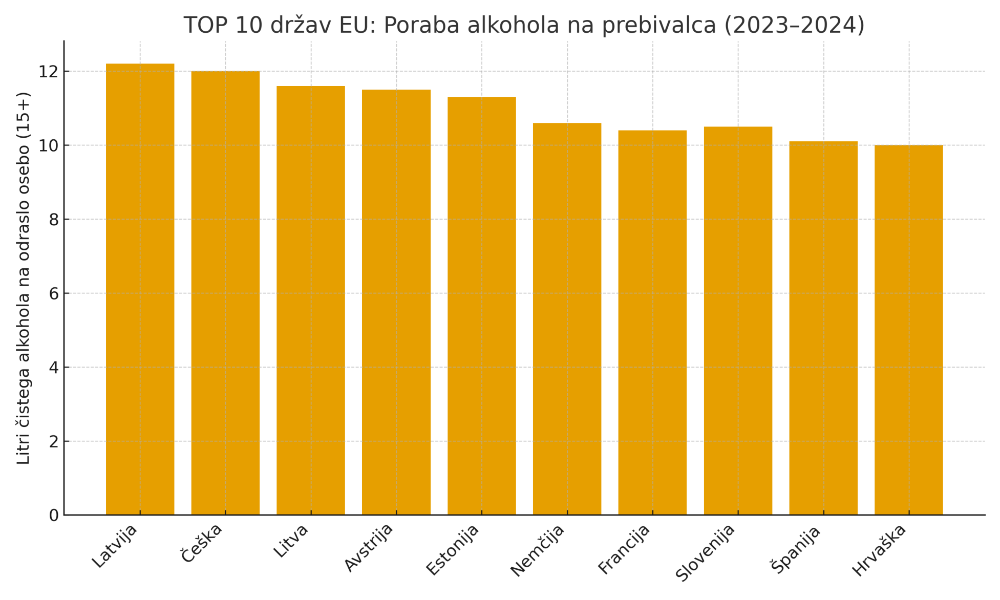 TOP 10 držav EU: Poraba alkohola na prebivalca (2023–2024)
Litri čistega alkohola na odraslo osebo (15+)
12
10
8
6
4
2
0
Latvija
Češka
Litva
Avstrija
Estonija
Nemčija
Francija
Slovenija
Španija
Hrvaška